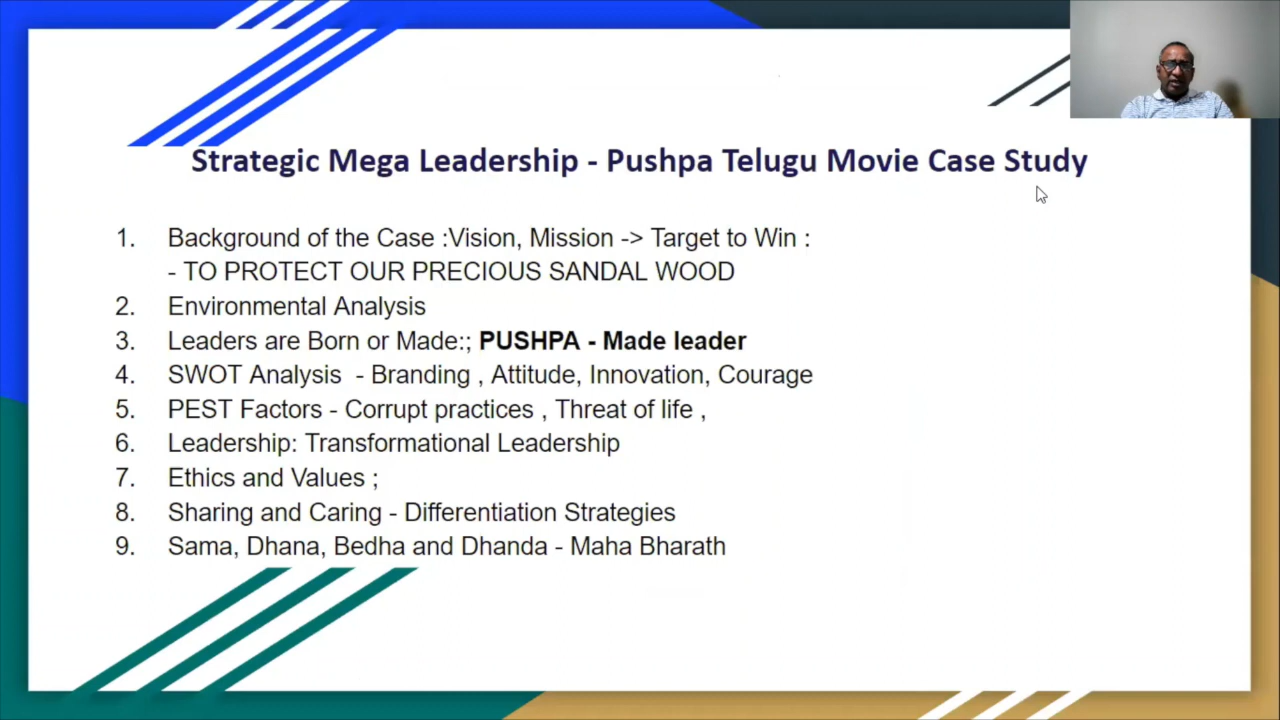 Strategic Mega Leadership - Pushpa Telugu Movie Case Study
1. Background of the Case :Vision, Mission -> Target to Win :
- TO PROTECT OUR PRECIOUS SANDAL WOOD
2. Environmental Analysis
3. Leaders are Born or Made:; PUSHPA - Made leader
4. SWOT Analysis - Branding , Attitude, Innovation, Courage
5. PEST Factors - Corrupt practices , Threat of life ,
6. Leadership: Transformational Leadership
7. Ethics and Values ;
8. Sharing and Caring - Differentiation Strategies
9. Sama, Dhana, Bedha and Dhanda - Maha Bharath